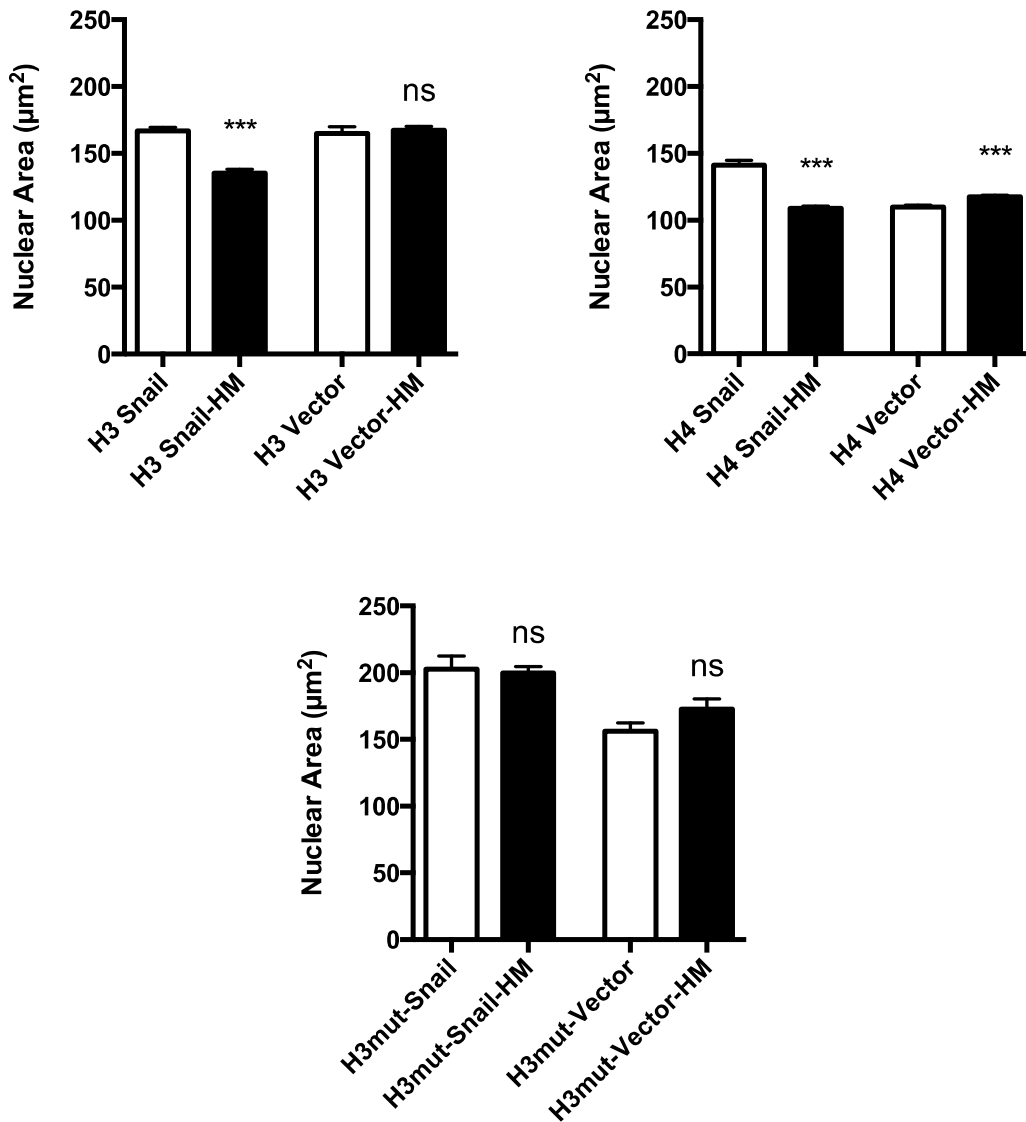 Nuclear Area (µm²)
250
200
150
100
50
0
***
ns
H3 Snail
H3 Snail-HM
H3 Vector
H3 Vector-HM
Nuclear Area (µm²)
250
200
150
100
50
0
***
***
H4 Snail
H4 Snail-HM
H4 Vector
H4 Vector-HM
Nuclear Area (µm²)
250
200
150
100
50
0
ns
ns
H3mut-Snail
H3mut-Snail-HM
H3mut-Vector
H3mut-Vector-HM